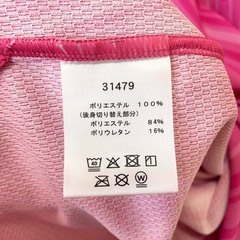 31479
ポリエステル 100%
(後身切り替え部分)
ポリエステル 84%
ポリウレタン 16%
40